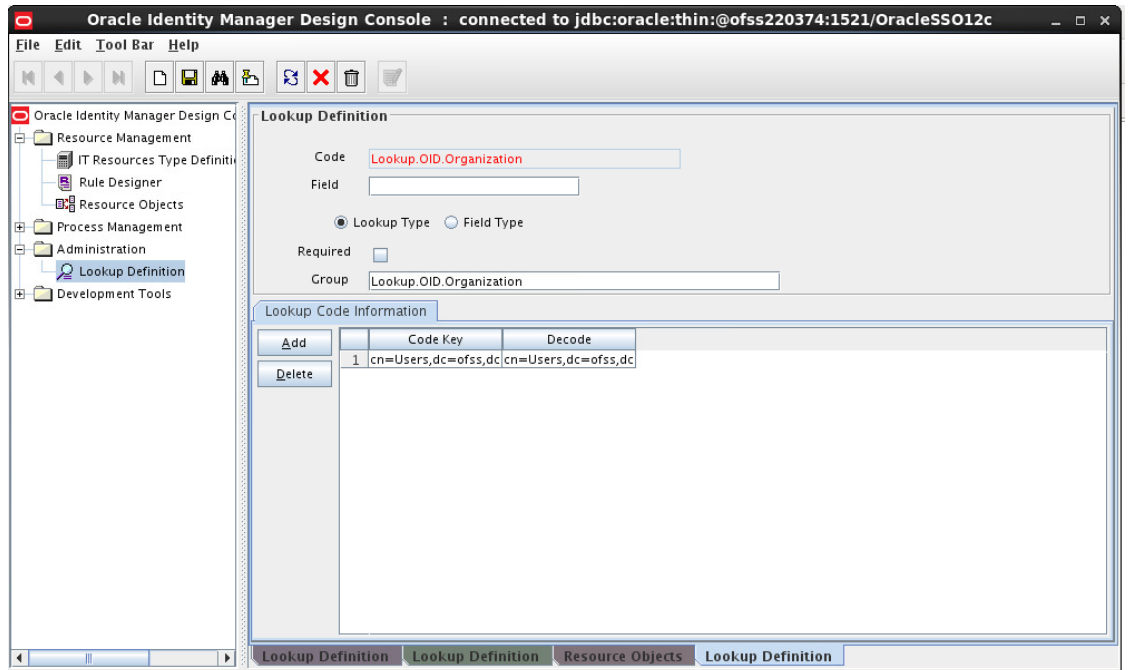 Oracle Identity Manager Design Console : connected to jdbc:oracle:thin:@ofss220374:1521/OracleSSO12c
File Edit Tool Bar Help
Oracle Identity Manager Design Co
Resource Management
IT Resources Type Definiti
Rule Designer
Resource Objects
Process Management
Administration
Lookup Definition
Development Tools
Lookup Definition
Code Lookup.OID.Organization
Field
Lookup Type Field Type
Required
Group Lookup.OID.Organization
Lookup Code Information
Add
Delete
Code Key Decode
1 cn=Users,dc=ofss,dc cn=Users,dc=ofss,dc
Lookup Definition Lookup Definition Resource Objects Lookup Definition